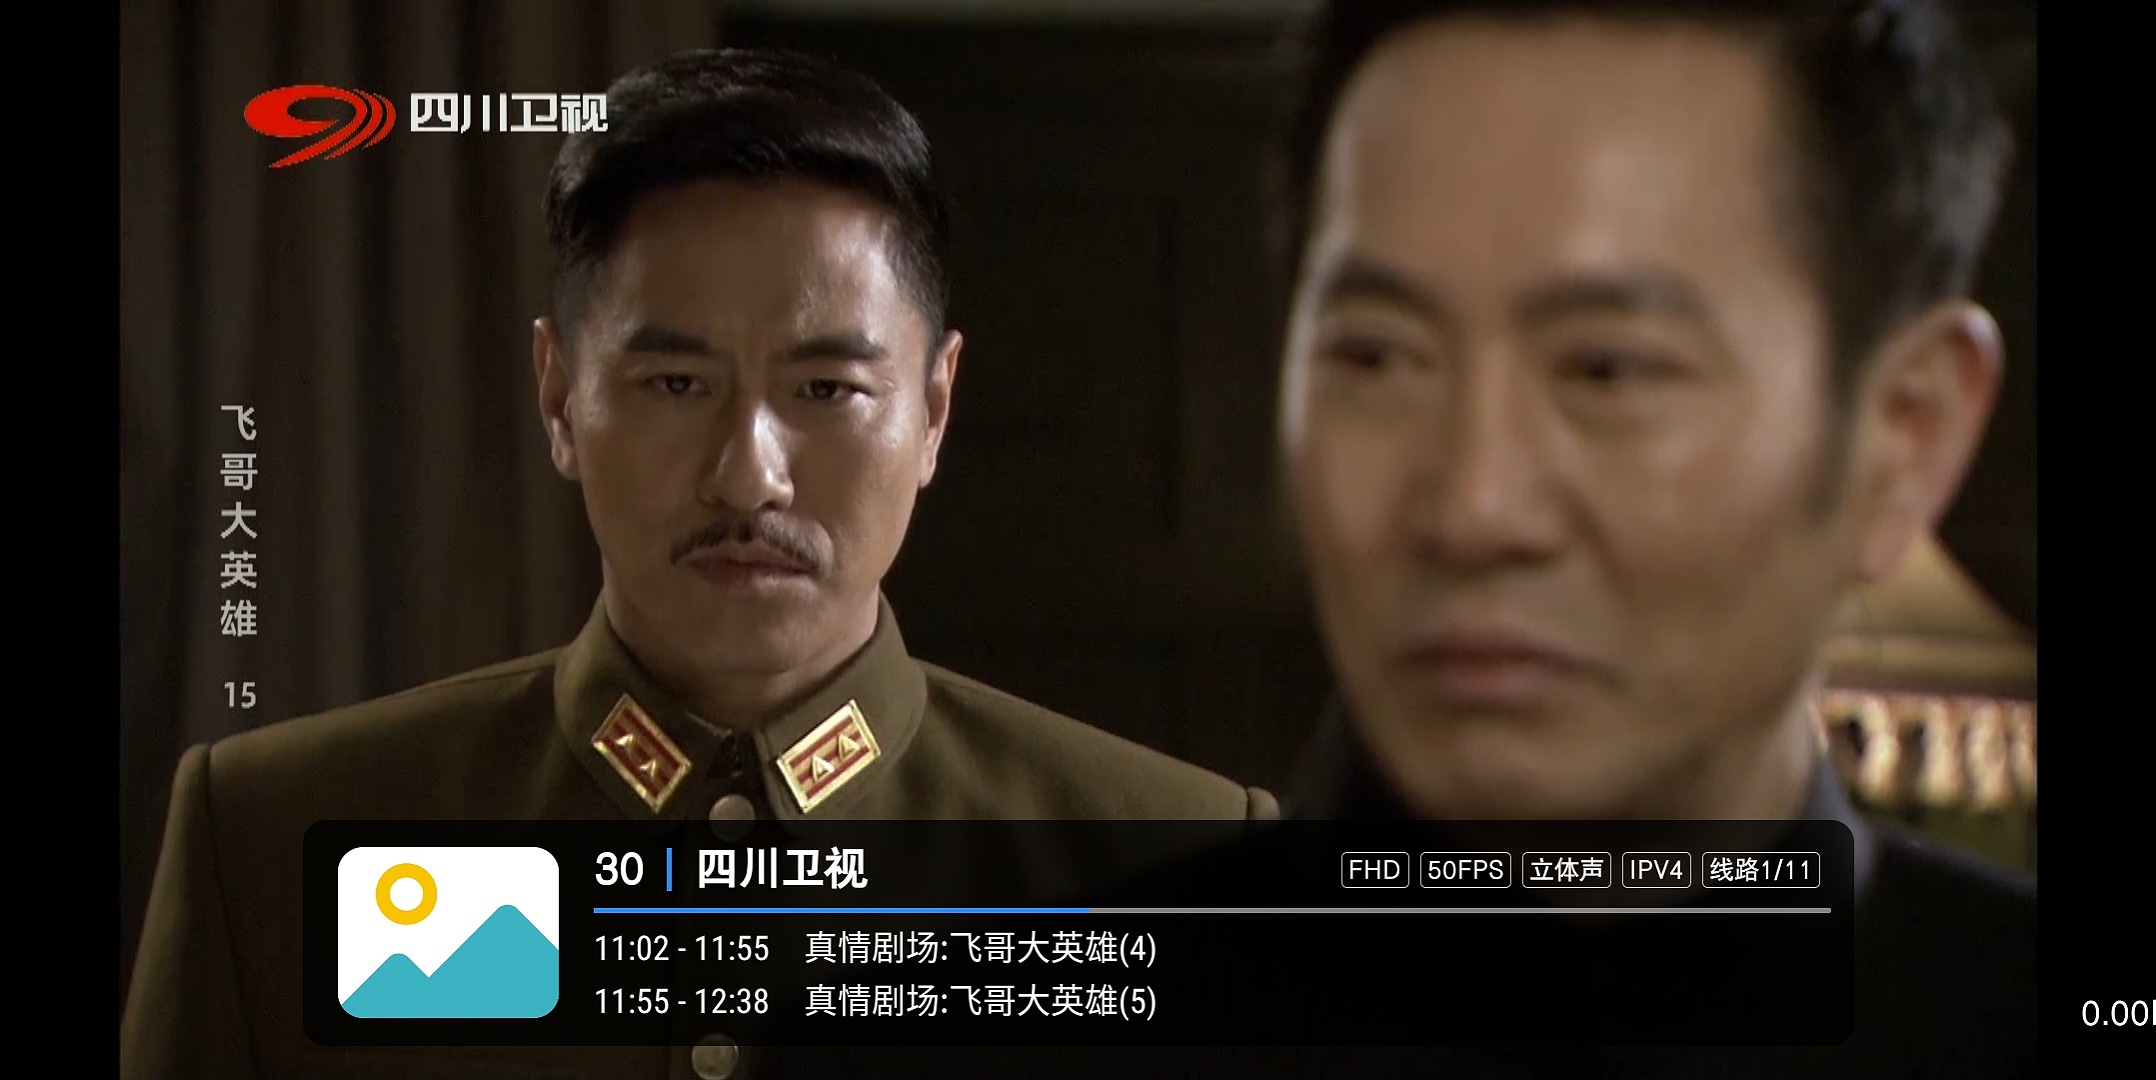 四川卫视
飞哥大英雄 15
30 四川卫视
FHD 50FPS 立体声 IPV4 线路1/11
11:02 - 11:55 真情剧场:飞哥大英雄(4)
11:55 - 12:38 真情剧场:飞哥大英雄(5)
0.00